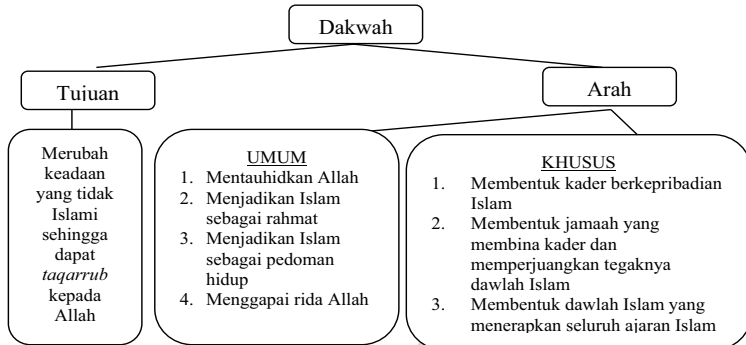 Dakwah
Tujuan
Arah
Merubah
keadaan
yang tidak
Islami
sehingga
dapat
taqarrub
kepada
Allah
UMUM
1. Mentauhidkan Allah
2. Menjadikan Islam
sebagai rahmat
3. Menjadikan Islam
sebagai pedoman
hidup
4. Menggapai rida Allah
KHUSUS
1. Membentuk kader berkepribadian
Islam
2. Membentuk jamaah yang
membina kader dan
memperjuangkan tegaknya
dawlah Islam
3. Membentuk dawlah Islam yang
menerapkan seluruh ajaran Islam